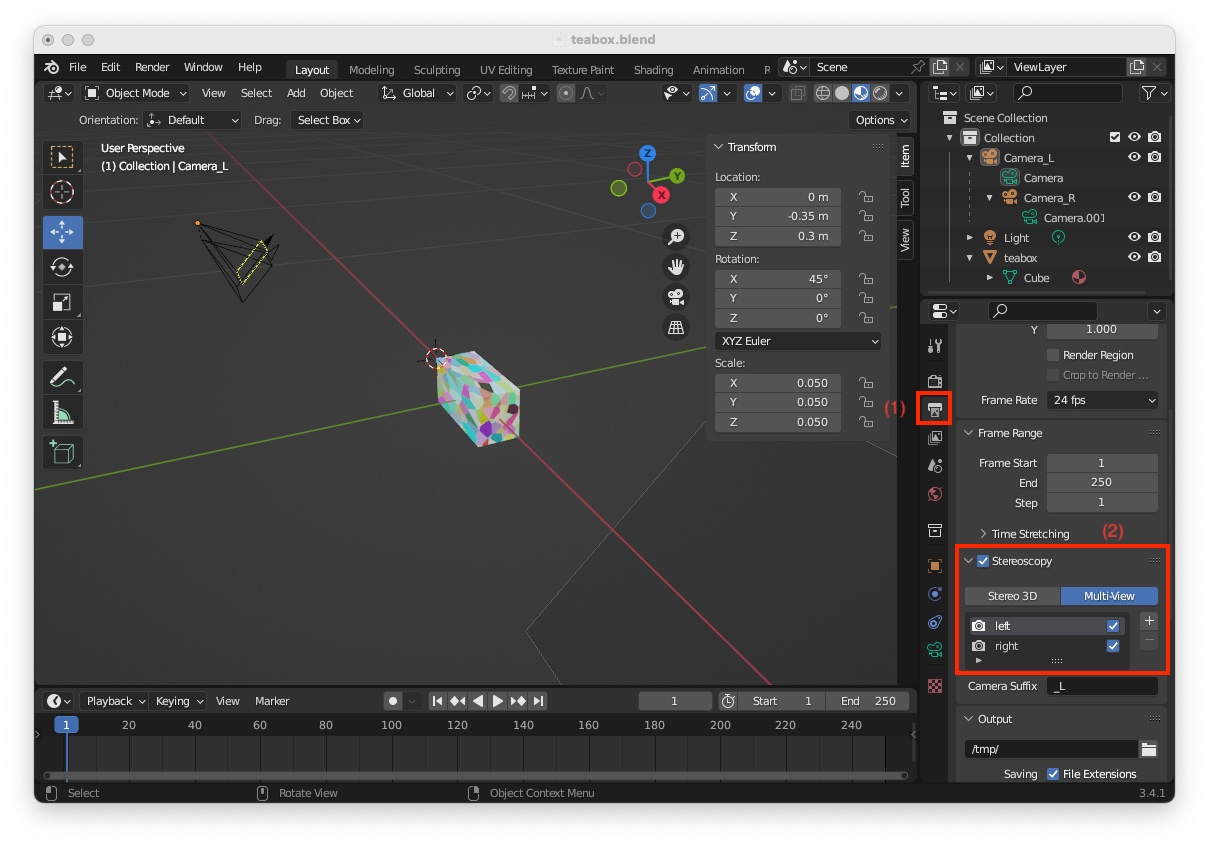 teabox.blend
File Edit Render Window Help Layout Modeling Sculpting UV Editing Texture Paint Shading Animation R Scene ViewLayer
Object Mode View Select Add Object Global
Orientation: Default Drag: Select Box Options
User Perspective
(1) Collection | Camera_L
Z
Y
X
Transform
Location:
X 0 m
Y -0.35 m
Z 0.3 m
Rotation:
X 45°
Y 0°
Z 0°
XYZ Euler
Scale:
X 0.050
Y 0.050
Z 0.050
Item
Tool
View
Scene Collection
Collection
Camera_L
Camera
Camera_R
Camera.001
Light
teabox
Cube
Y 1.000
Render Region
Crop to Render ...
Frame Rate 24 fps
(1)
Frame Range
Frame Start 1
End 250
Step 1
Time Stretching
(2)
Stereoscopy
Stereo 3D Multi-View
left
right
Camera Suffix _L
Output
/tmp/
Saving File Extensions
Playback Keying View Marker 1 Start 1 End 250
1 20 40 60 80 100 120 140 160 180 200 220 240
Select Rotate View Object Context Menu 3.4.1